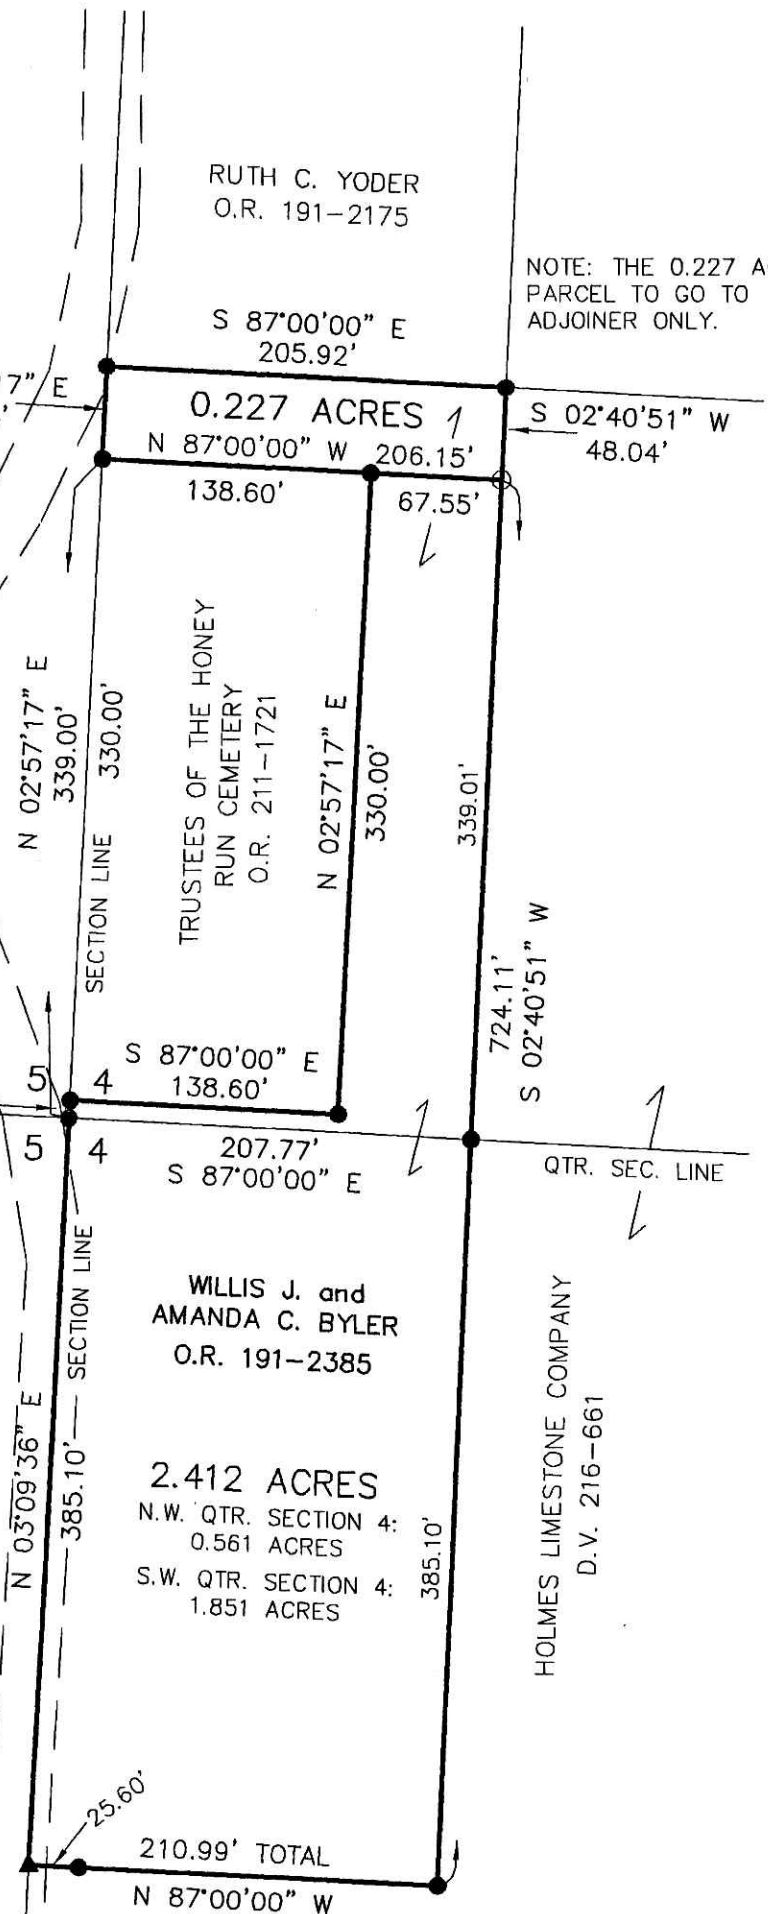 RUTH C. YODER
O.R. 191-2175
NOTE: THE 0.227
PARCEL TO GO TO
ADJOINER ONLY.
S 87°00'00" E
205.92'
7" E
0.227 ACRES
S 02°40'51" W
48.04'
N 87°00'00" W 206.15'
138.60'
67.55'
N 02°57'17" E
339.00'
330.00'
SECTION LINE
TRUSTEES OF THE HONEY
RUN CEMETERY
O.R. 211-1721
N 02°57'17" E
330.00'
339.01'
724.11'
S 02°40'51" W
S 87°00'00" E
138.60'
5 4
5 4
207.77'
S 87°00'00" E
QTR. SEC. LINE
WILLIS J. and
AMANDA C. BYLER
O.R. 191-2385
SECTION LINE
N 03°09'36" E
385.10'
2.412 ACRES
N.W. QTR. SECTION 4:
0.561 ACRES
S.W. QTR. SECTION 4:
1.851 ACRES
385.10'
HOLMES LIMESTONE COMPANY
D.V. 216-661
25.60'
210.99' TOTAL
N 87°00'00" W